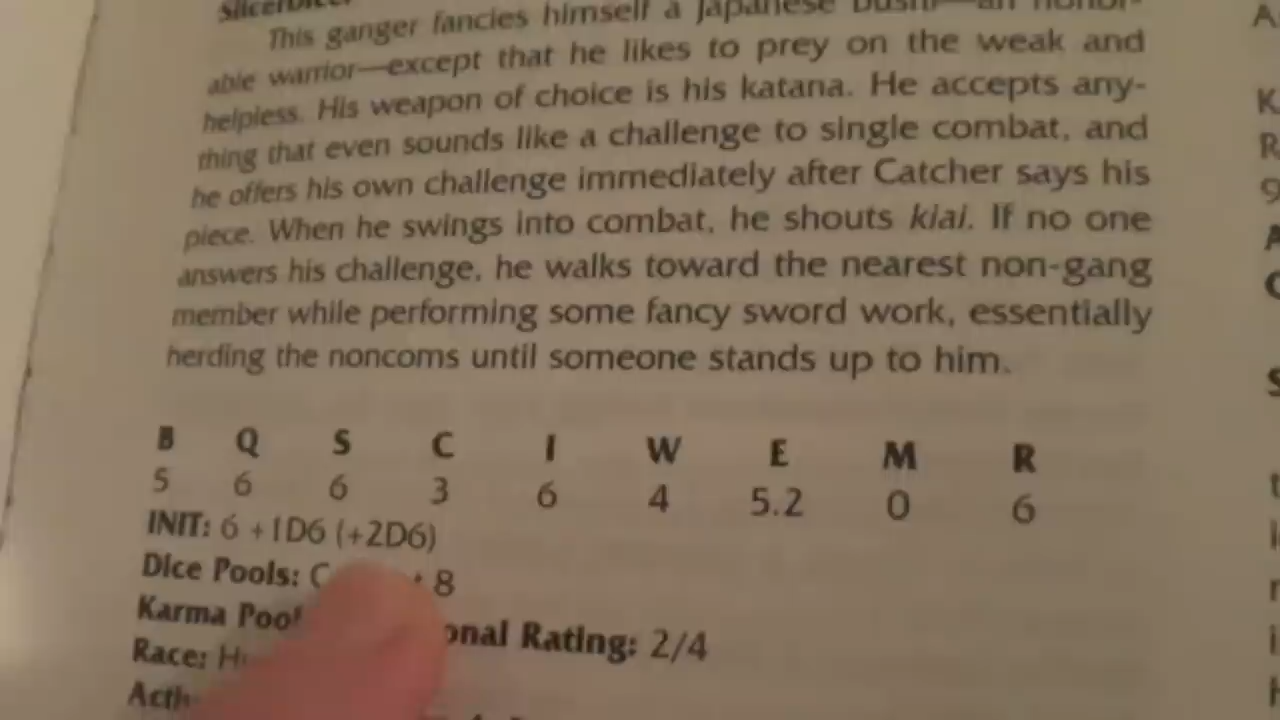 This ganger fancies himself a Japanese bushi—an honor-
able warrior—except that he likes to prey on the weak and
helpless. His weapon of choice is his katana. He accepts any-
thing that even sounds like a challenge to single combat, and
he offers his own challenge immediately after Catcher says his
piece. When he swings into combat, he shouts kiai. If no one
answers his challenge, he walks toward the nearest non-gang
member while performing some fancy sword work, essentially
herding the noncoms until someone stands up to him.
B Q S C I W E M R
5 6 6 3 6 4 5.2 0 6
INIT: 6 +1D6 (+2D6)
Dice Pools: 8
Karma Rating: 2/4
Race: